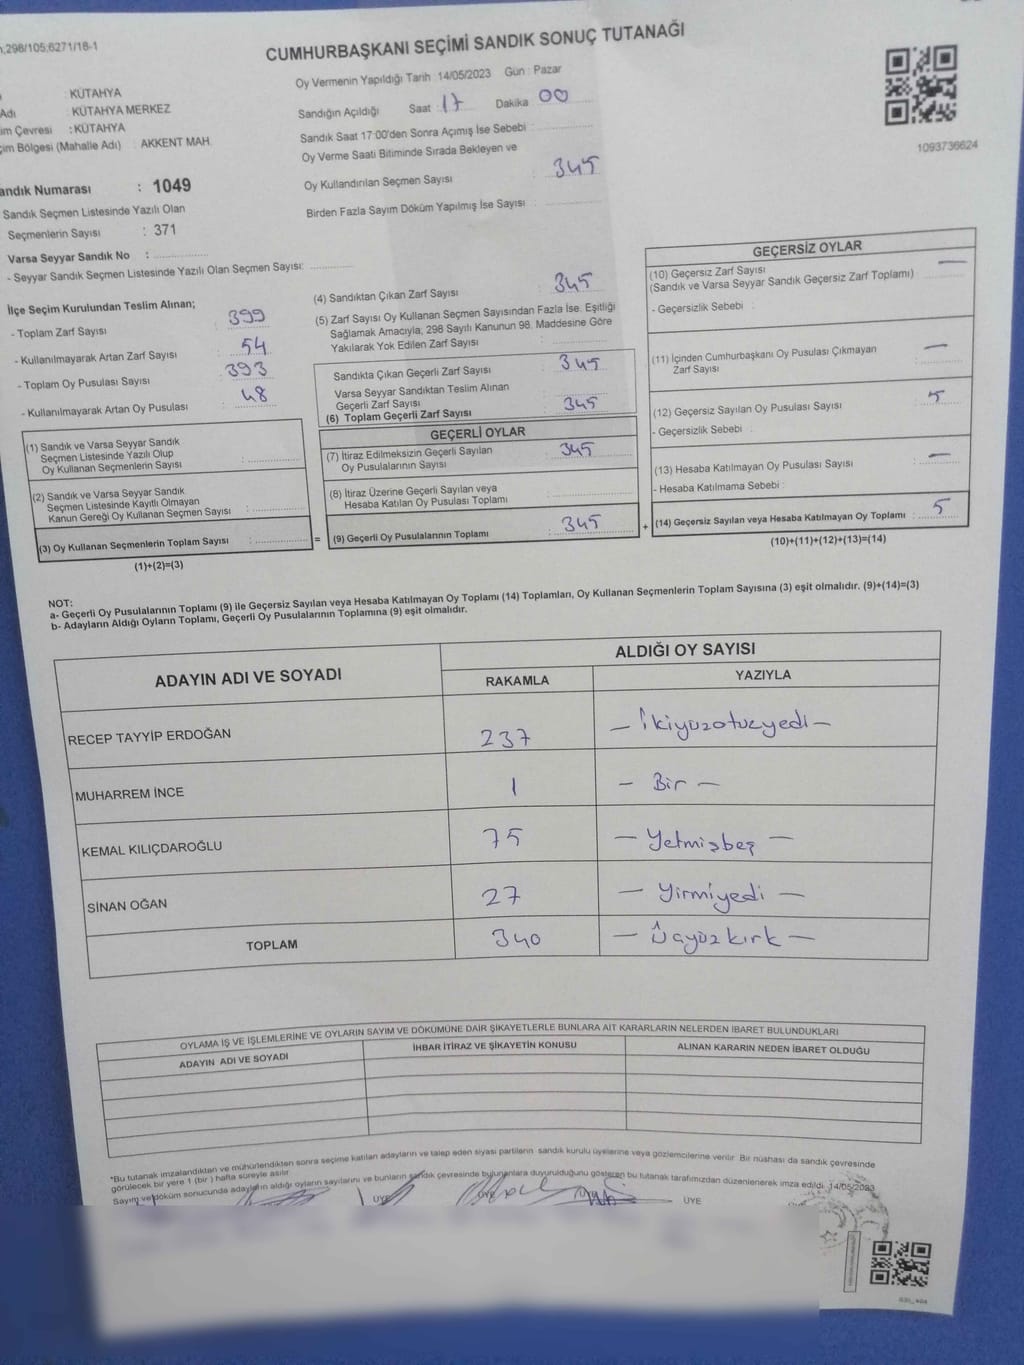 298/105;6271/18-1
CUMHURBAŞKANI SEÇİMİ SANDIK SONUÇ TUTANAĞI
: KÜTAHYA
Adı : KÜTAHYA MERKEZ
im Çevresi : KÜTAHYA
çim Bölgesi (Mahalle Adı) : AKKENT MAH.
andık Numarası : 1049
Sandık Seçmen Listesinde Yazılı Olan
Seçmenlerin Sayısı : 371
Varsa Seyyar Sandık No :
- Seyyar Sandık Seçmen Listesinde Yazılı Olan Seçmen Sayısı:
Oy Vermenin Yapıldığı Tarih 14/05/2023 Gün : Pazar
Sandığın Açıldığı Saat : 17 Dakika 00
Sandık Saat 17:00'den Sonra Açımış İse Sebebi :
Oy Verme Saati Bitiminde Sırada Bekleyen ve
Oy Kullandırılan Seçmen Sayısı : 345
Birden Fazla Sayım Döküm Yapılmış İse Sayısı :
1093736624
İlçe Seçim Kurulundan Teslim Alınan;
- Toplam Zarf Sayısı : 399
- Kullanılmayarak Artan Zarf Sayısı : 54
- Toplam Oy Pusulası Sayısı : 393
- Kullanılmayarak Artan Oy Pusulası : 48
(1) Sandık ve Varsa Seyyar Sandık
Seçmen Listesinde Yazılı Olup
Oy Kullanan Seçmenlerin Sayısı :
(2) Sandık ve Varsa Seyyar Sandık
Seçmen Listesinde Kayıtlı Olmayan
Kanun Gereği Oy Kullanan Seçmen Sayısı :
(3) Oy Kullanan Seçmenlerin Toplam Sayısı :
(1)+(2)=(3)
(4) Sandıktan Çıkan Zarf Sayısı : 345
(5) Zarf Sayısı Oy Kullanan Seçmen Sayısından Fazla İse. Eşitliği
Sağlamak Amacıyla; 298 Sayılı Kanunun 98. Maddesine Göre
Yakılarak Yok Edilen Zarf Sayısı :
Sandıkta Çıkan Geçerli Zarf Sayısı : 345
Varsa Seyyar Sandıktan Teslim Alınan
Geçerli Zarf Sayısı :
(6) Toplam Geçerli Zarf Sayısı : 345
GEÇERLİ OYLAR
(7) İtiraz Edilmeksizin Geçerli Sayılan
Oy Pusulalarının Sayısı : 345
(8) İtiraz Üzerine Geçerli Sayılan veya
Hesaba Katılan Oy Pusulası Toplamı :
= (9) Geçerli Oy Pusulalarının Toplamı : 345 +
GEÇERSİZ OYLAR
(10) Geçersiz Zarf Sayısı : —
(Sandık ve Varsa Seyyar Sandık Geçersiz Zarf Toplamı)
- Geçersizlik Sebebi :
(11) İçinden Cumhurbaşkanı Oy Pusulası Çıkmayan
Zarf Sayısı : —
(12) Geçersiz Sayılan Oy Pusulası Sayısı : 5
- Geçersizlik Sebebi :
(13) Hesaba Katılmayan Oy Pusulası Sayısı : —
- Hesaba Katılmama Sebebi :
(14) Geçersiz Sayılan veya Hesaba Katılmayan Oy Toplamı : 5
(10)+(11)+(12)+(13)=(14)
NOT:
a- Geçerli Oy Pusulalarının Toplamı (9) ile Geçersiz Sayılan veya Hesaba Katılmayan Oy Toplamı (14) Toplamları, Oy Kullanan Seçmenlerin Toplam Sayısına (3) eşit olmalıdır. (9)+(14)=(3)
b- Adayların Aldığı Oyların Toplamı, Geçerli Oy Pusulalarının Toplamına (9) eşit olmalıdır.
ADAYIN ADI VE SOYADI
ALDIĞI OY SAYISI
RAKAMLA YAZIYLA
RECEP TAYYİP ERDOĞAN 237 — İkiyüzotuzyedi —
MUHARREM İNCE 1 — Bir —
KEMAL KILIÇDAROĞLU 75 — Yetmişbeş —
SİNAN OĞAN 27 — Yirmiyedi —
TOPLAM 340 — Üçyüzkırk —
OYLAMA İŞ VE İŞLEMLERİNE VE OYLARIN SAYIM VE DÖKÜMÜNE DAİR ŞİKAYETLERLE BUNLARA AİT KARARLARIN NELERDEN İBARET BULUNDUKLARI
ADAYIN ADI VE SOYADI İHBAR İTİRAZ VE ŞİKAYETİN KONUSU ALINAN KARARIN NEDEN İBARET OLDUĞU
*Bu tutanak imzalandıktan ve mühürlendikten sonra seçime katılan adayların ve talep eden siyasi partilerin sandık kurulu üyelerine veya gözlemcilerine verilir. Bir nüshası da sandık çevresinde
görülecek bir yere 1 (bir) hafta süreyle asılır.
Sayım ve döküm sonucunda adayların aldığı oyların sayılarını ve bunların sandık çevresinde bulunanlara duyurulduğunu gösteren bu tutanak tarafımızdan düzenlenerek imza edildi. 14/05/2023
ÜYE ÜYE ÜYE